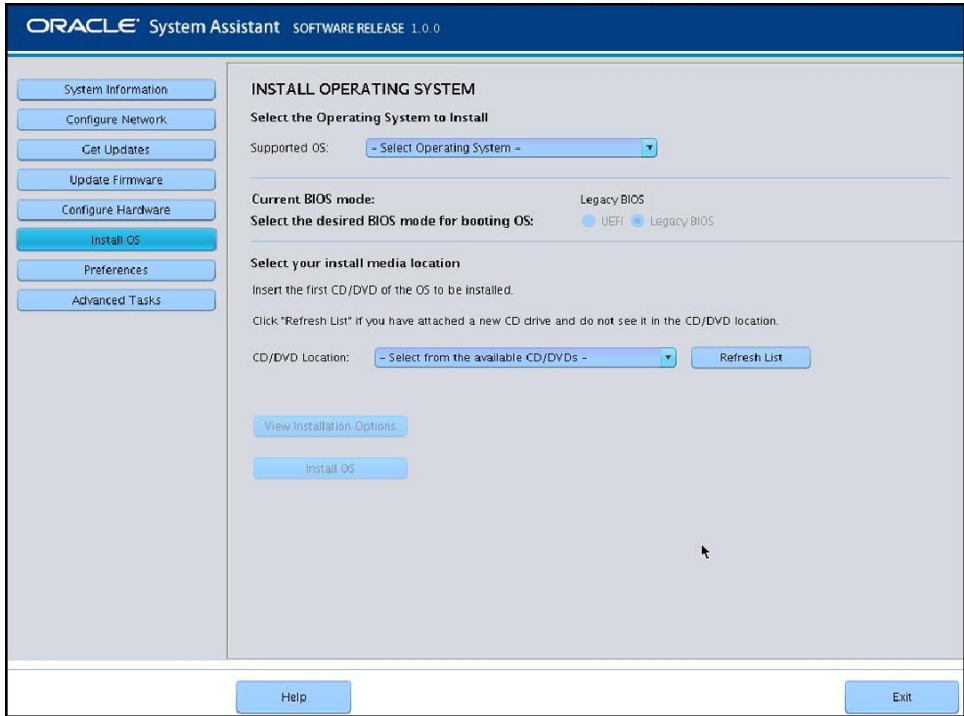 ORACLE System Assistant SOFTWARE RELEASE 1.0.0
System Information
Configure Network
Get Updates
Update Firmware
Configure Hardware
Install OS
Preferences
Advanced Tasks
INSTALL OPERATING SYSTEM
Select the Operating System to Install
Supported OS: - Select Operating System -
Current BIOS mode: Legacy BIOS
Select the desired BIOS mode for booting OS: UEFI Legacy BIOS
Select your install media location
Insert the first CD/DVD of the OS to be installed.
Click "Refresh List" if you have attached a new CD drive and do not see it in the CD/DVD location.
CD/DVD Location: - Select from the available CD/DVDs - Refresh List
View Installation Options
Install OS
Help Exit